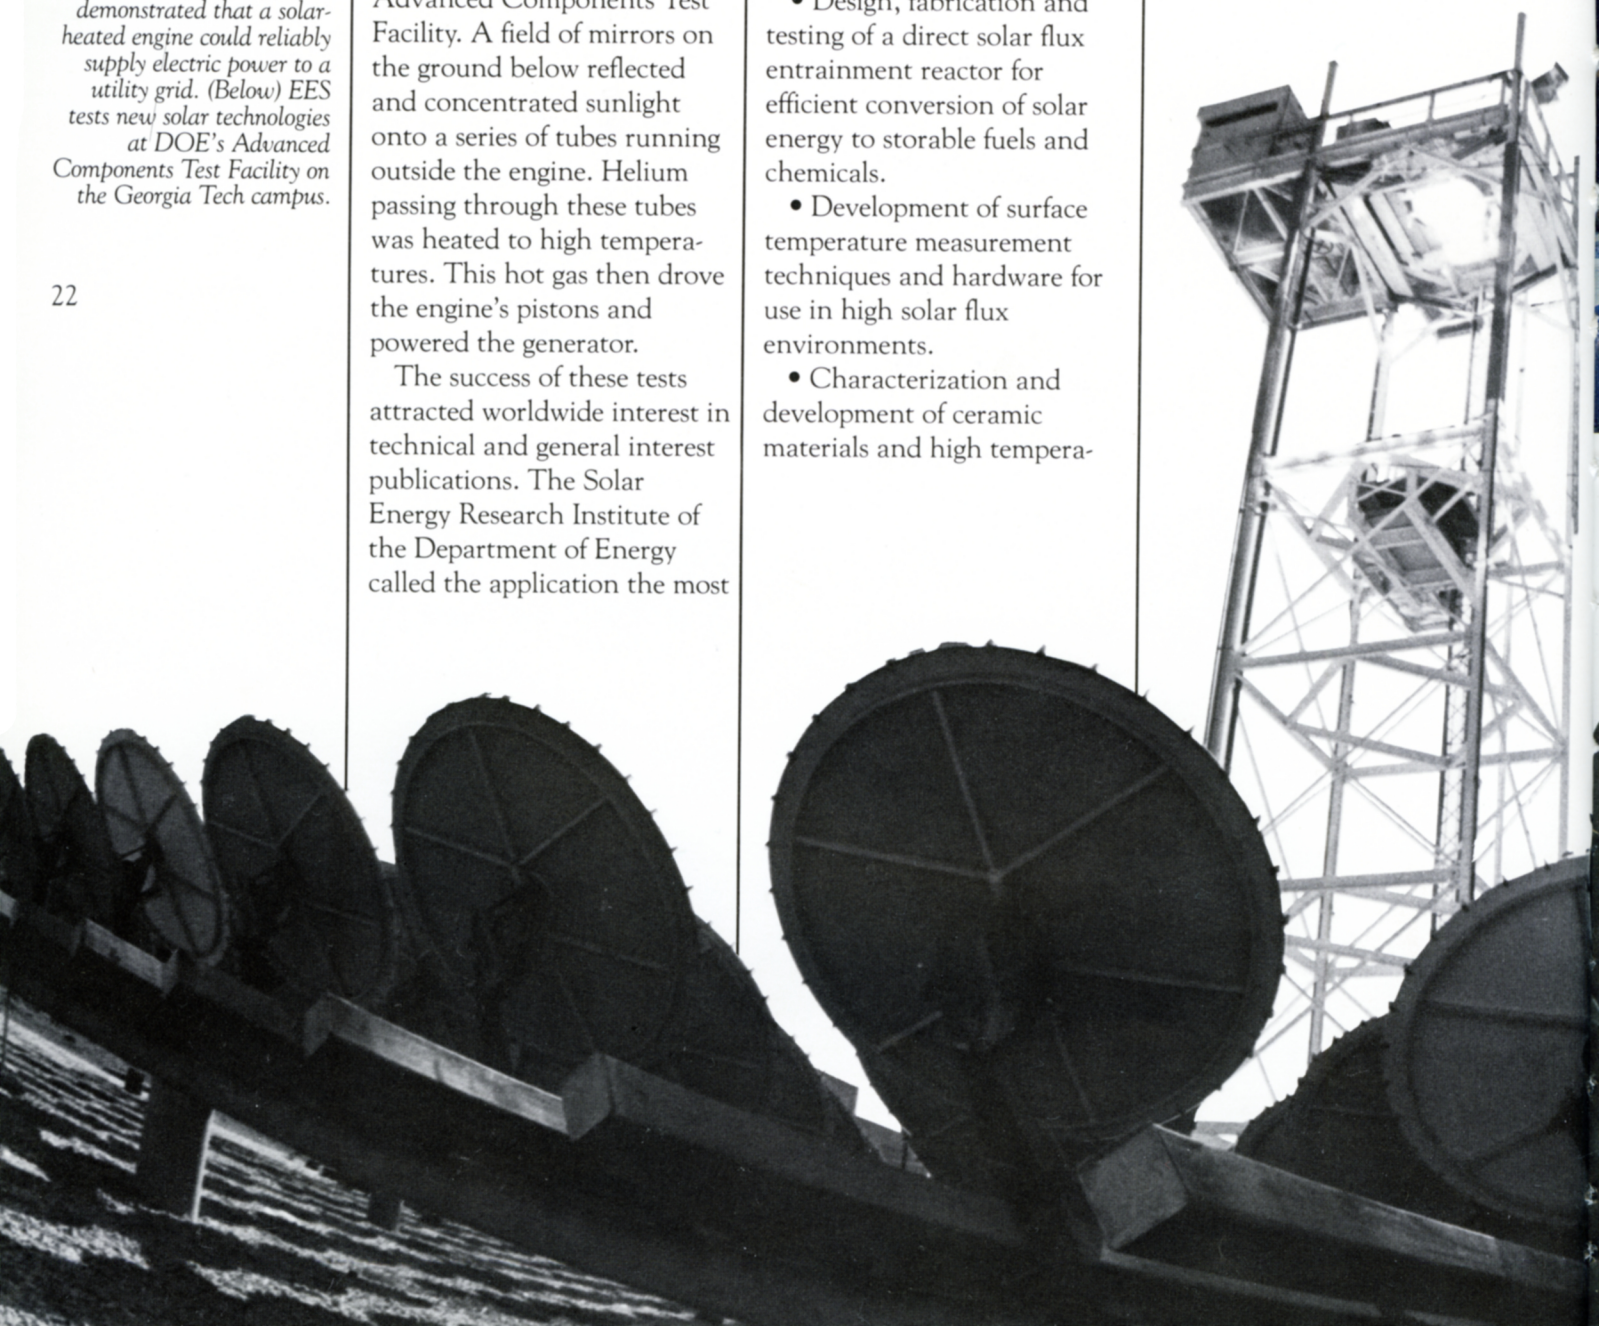 demonstrated that a solar-
heated engine could reliably
supply electric power to a
utility grid. (Below) EES
tests new solar technologies
at DOE's Advanced
Components Test Facility on
the Georgia Tech campus.
22
Advanced Components Test
Facility. A field of mirrors on
the ground below reflected
and concentrated sunlight
onto a series of tubes running
outside the engine. Helium
passing through these tubes
was heated to high tempera-
tures. This hot gas then drove
the engine's pistons and
powered the generator.
The success of these tests
attracted worldwide interest in
technical and general interest
publications. The Solar
Energy Research Institute of
the Department of Energy
called the application the most
• Design, fabrication and
testing of a direct solar flux
entrainment reactor for
efficient conversion of solar
energy to storable fuels and
chemicals.
• Development of surface
temperature measurement
techniques and hardware for
use in high solar flux
environments.
• Characterization and
development of ceramic
materials and high tempera-